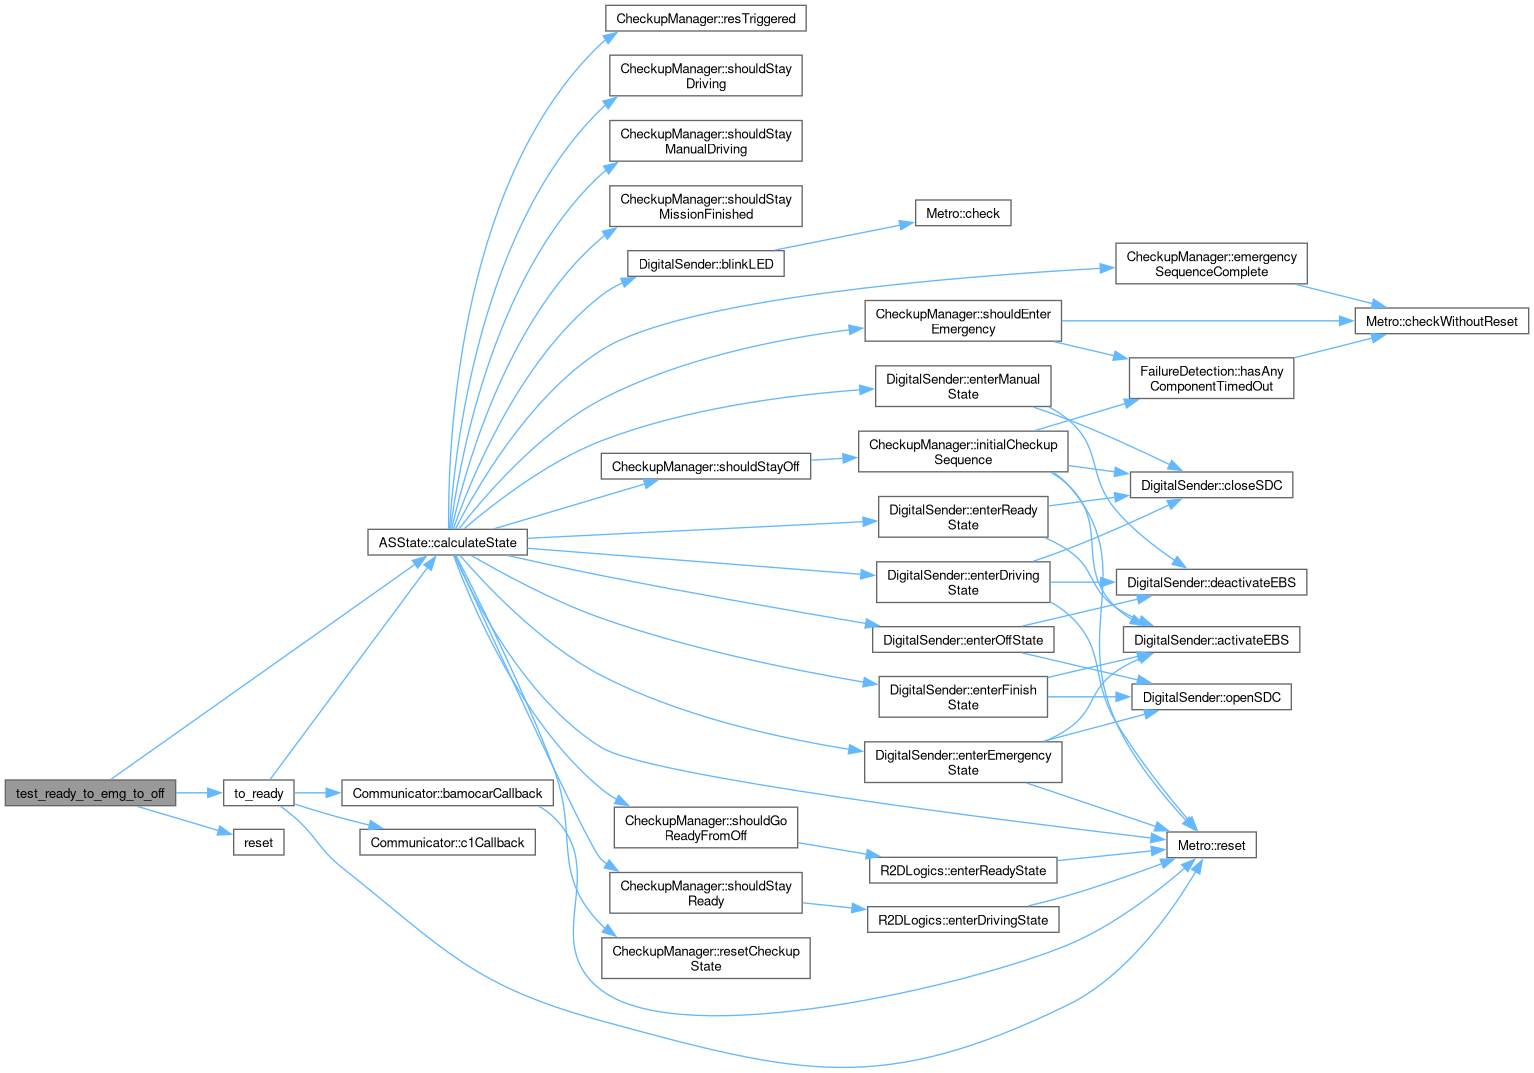 CheckupManager::resTriggered
CheckupManager::shouldStay
Driving
CheckupManager::shouldStay
ManualDriving
CheckupManager::shouldStay
MissionFinished
Metro::check
DigitalSender::blinkLED
CheckupManager::emergency
SequenceComplete
CheckupManager::shouldEnter
Emergency
Metro::checkWithoutReset
FailureDetection::hasAny
ComponentTimedOut
DigitalSender::enterManual
State
CheckupManager::shouldStayOff
CheckupManager::initialCheckup
Sequence
DigitalSender::closeSDC
DigitalSender::enterReady
State
ASState::calculateState
DigitalSender::enterDriving
State
DigitalSender::deactivateEBS
DigitalSender::enterOffState
DigitalSender::activateEBS
DigitalSender::enterFinish
State
DigitalSender::openSDC
DigitalSender::enterEmergency
State
test_ready_to_emg_to_off
to_ready
Communicator::bamocarCallback
CheckupManager::shouldGo
ReadyFromOff
reset
Communicator::c1Callback
Metro::reset
R2DLogics::enterReadyState
CheckupManager::shouldStay
Ready
R2DLogics::enterDrivingState
CheckupManager::resetCheckup
State